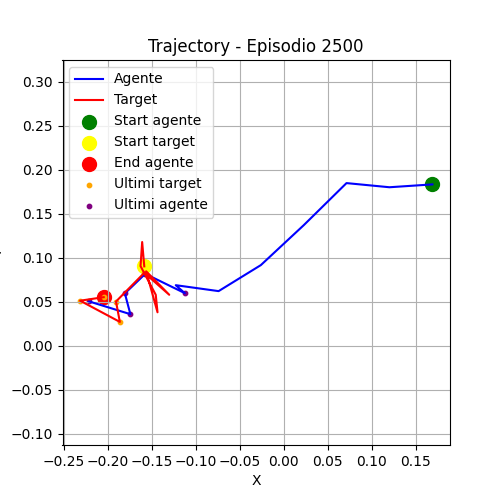 Trajectory - Episodio 2500
Agente
Target
Start agente
Start target
End agente
Ultimi target
Ultimi agente
0.30
0.25
0.20
0.15
0.10
0.05
0.00
−0.05
−0.10
−0.25 −0.20 −0.15 −0.10 −0.05 0.00 0.05 0.10 0.15
X